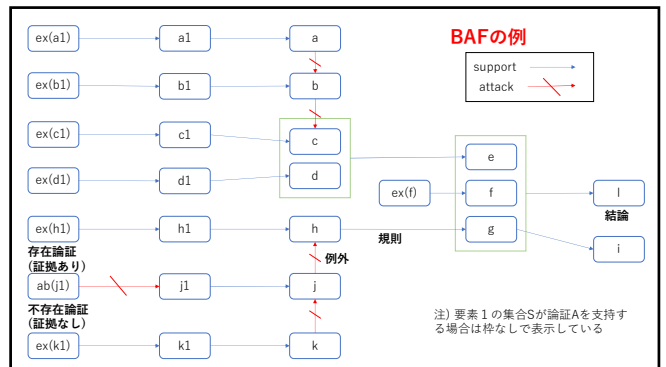 BAFの例
support
attack
ex(a1) a1 a
ex(b1) b1 b
ex(c1) c1 c
ex(d1) d1 d
e
ex(f) f l
結論
g
i
ex(h1) h1 h
規則
存在論証
(証拠あり)
例外
ab(j1) j1 j
不存在論証
(証拠なし)
ex(k1) k1 k
注) 要素１の集合Sが論証Aを支持す
る場合は枠なしで表示している